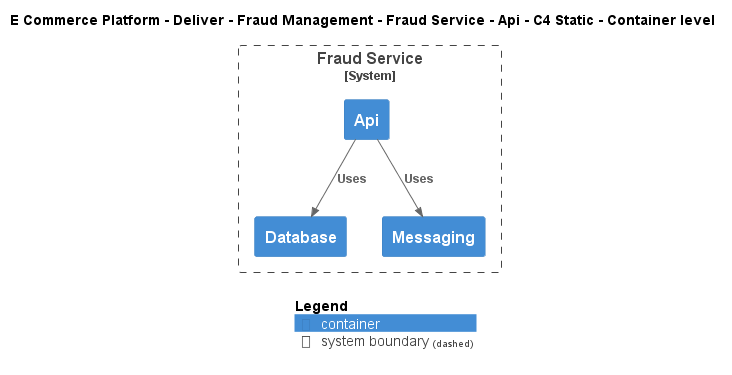 E Commerce Platform - Deliver - Fraud Management - Fraud Service - Api - C4 Static - Container level
Fraud Service
[System]
Api
Uses Uses
Database Messaging
Legend
container
system boundary (dashed)